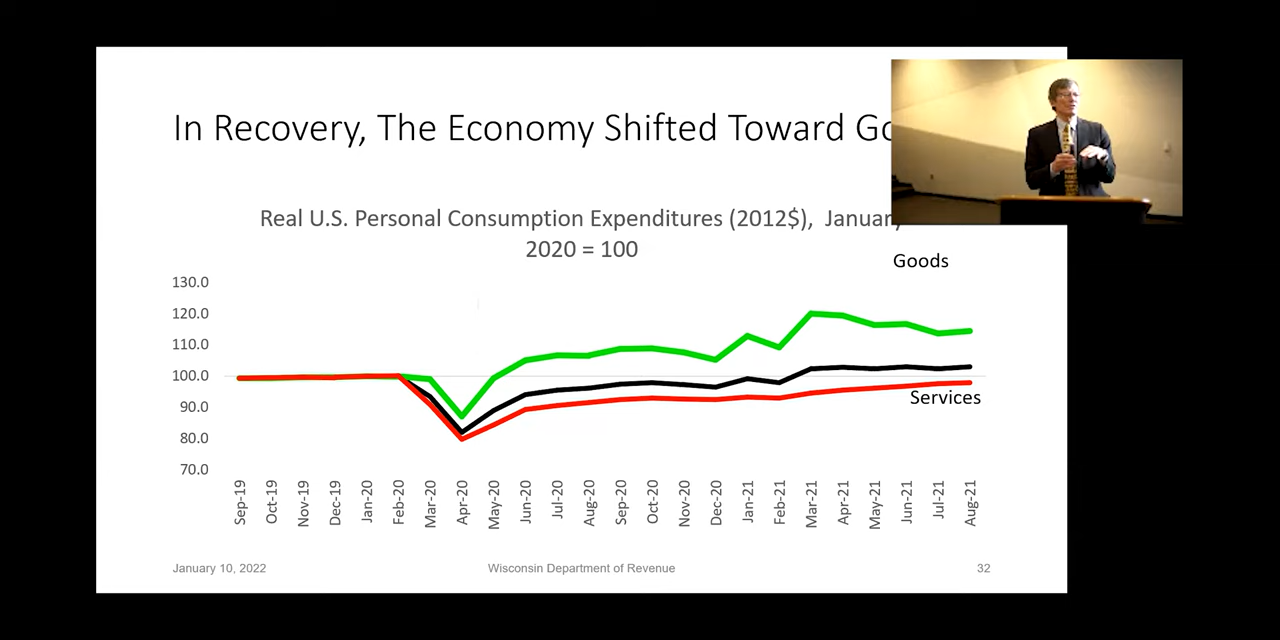 In Recovery, The Economy Shifted Toward
Real U.S. Personal Consumption Expenditures (2012$), January
2020 = 100
Goods
130.0
120.0
110.0
100.0
90.0
80.0
70.0
Services
Sep-19
Oct-19
Nov-19
Dec-19
Jan-20
Feb-20
Mar-20
Apr-20
May-20
Jun-20
Jul-20
Aug-20
Sep-20
Oct-20
Nov-20
Dec-20
Jan-21
Feb-21
Mar-21
Apr-21
May-21
Jun-21
Jul-21
Aug-21
January 10, 2022
Wisconsin Department of Revenue
32